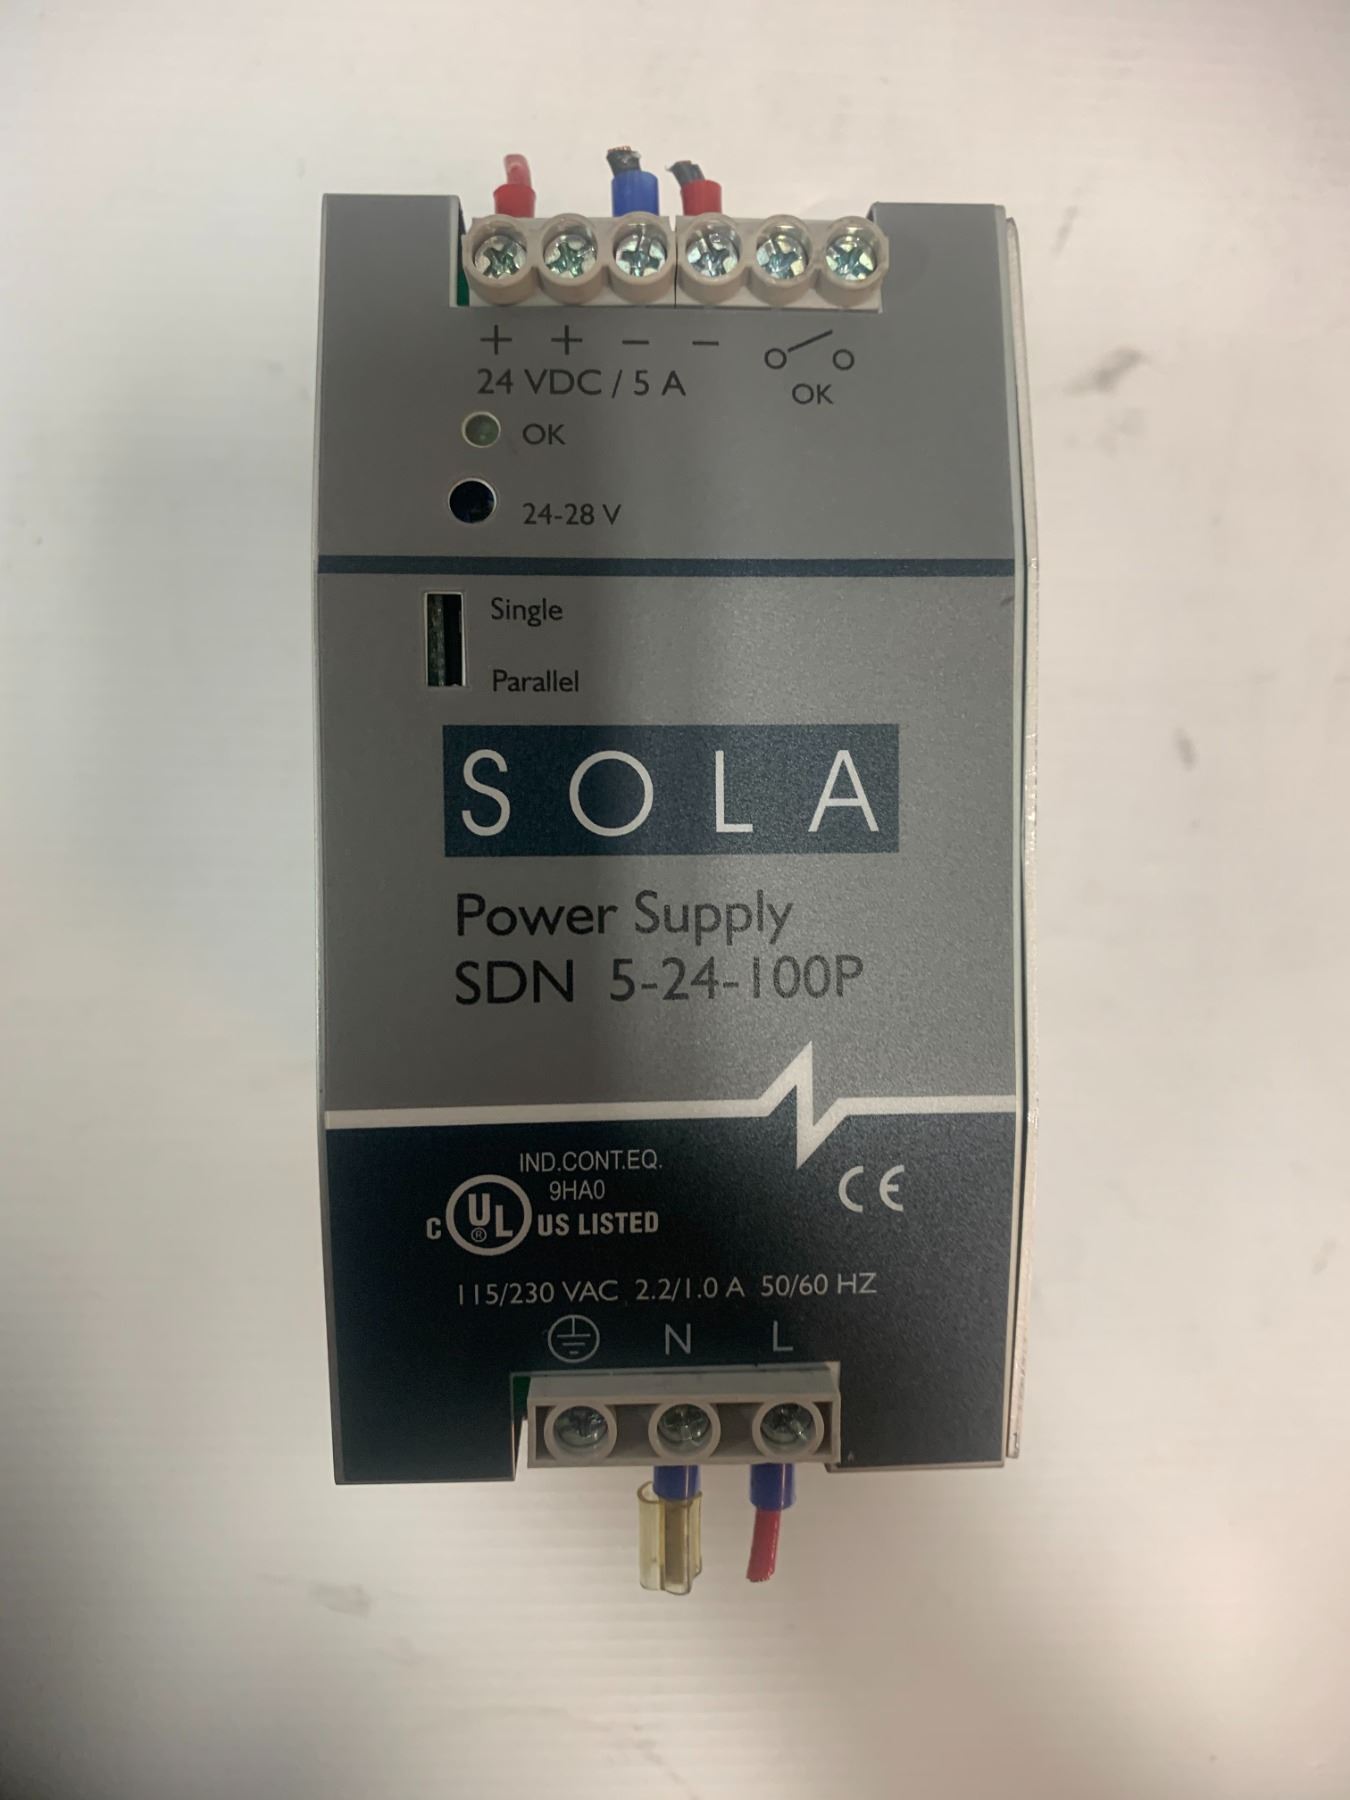 + + − −
24 VDC / 5 A
OK
OK
24-28 V
Single
Parallel
SOLA
Power Supply
SDN 5-24-100P
IND.CONT.EQ.
9HA0
C UL ® US LISTED
CE
115/230 VAC 2.2/1.0 A 50/60 HZ
N L